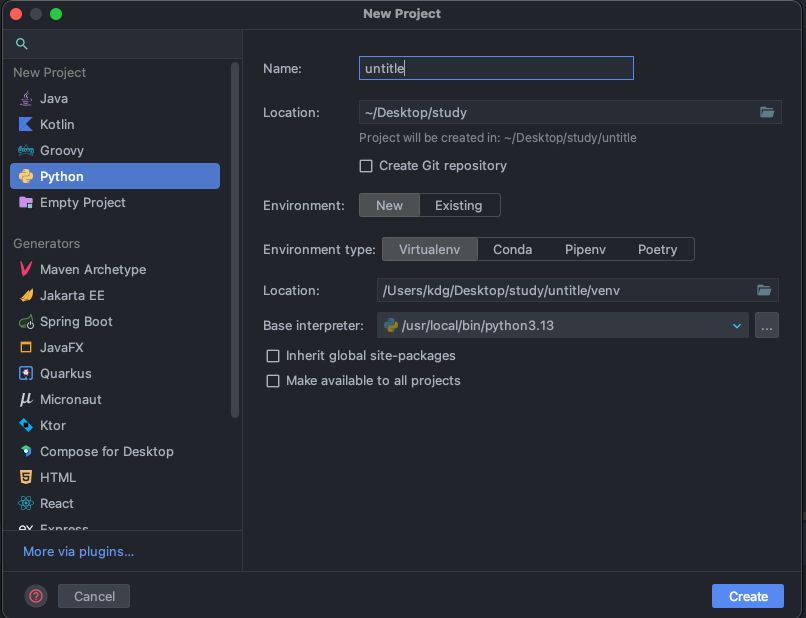 New Project
New Project
Java
Kotlin
Groovy
Python
Empty Project
Generators
Maven Archetype
Jakarta EE
Spring Boot
JavaFX
Quarkus
Micronaut
Ktor
Compose for Desktop
HTML
React
ex Express
More via plugins...
Name: untitle
Location: ~/Desktop/study
Project will be created in: ~/Desktop/study/untitle
Create Git repository
Environment: New Existing
Environment type: Virtualenv Conda Pipenv Poetry
Location: /Users/kdg/Desktop/study/untitle/venv
Base interpreter: /usr/local/bin/python3.13 ...
Inherit global site-packages
Make available to all projects
? Cancel Create